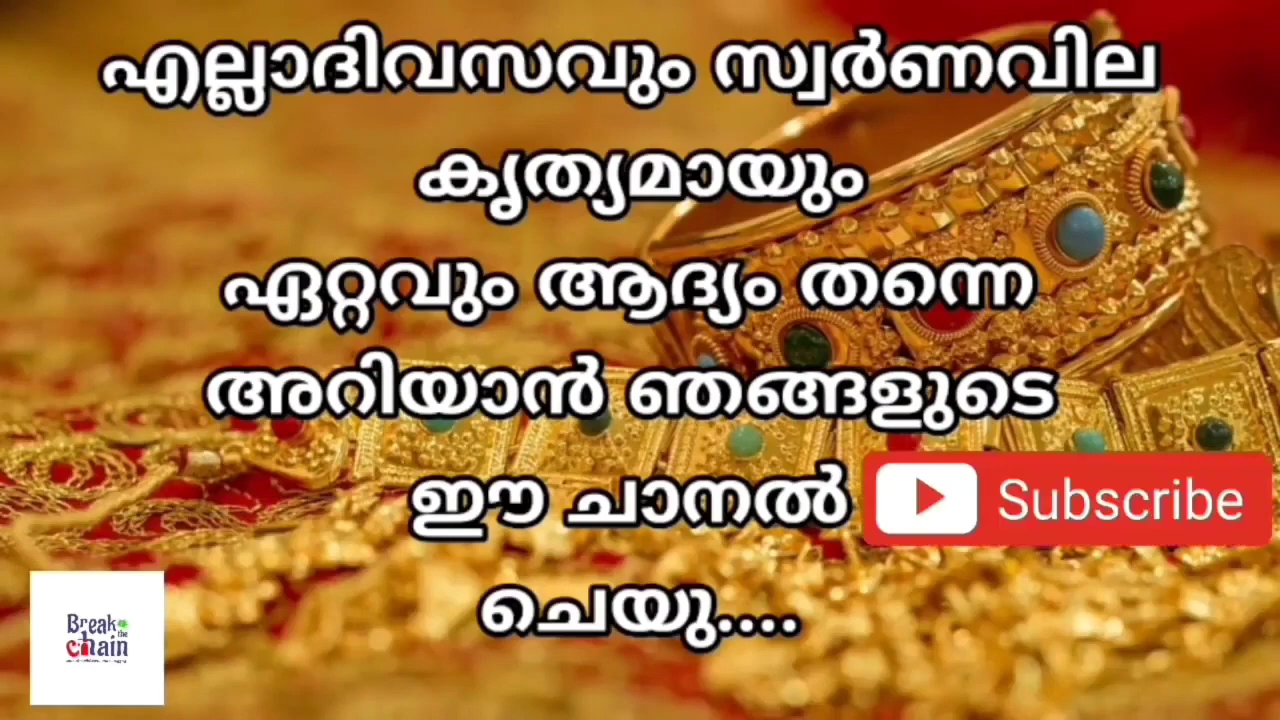 എല്ലാദിവസവും സ്വർണവില
കൃത്യമായും
ഏറ്റവും ആദ്യം തന്നെ
അറിയാൻ ഞങ്ങളുടെ
ഈ ചാനൽ Subscribe
ചെയു....
Break
the
chain